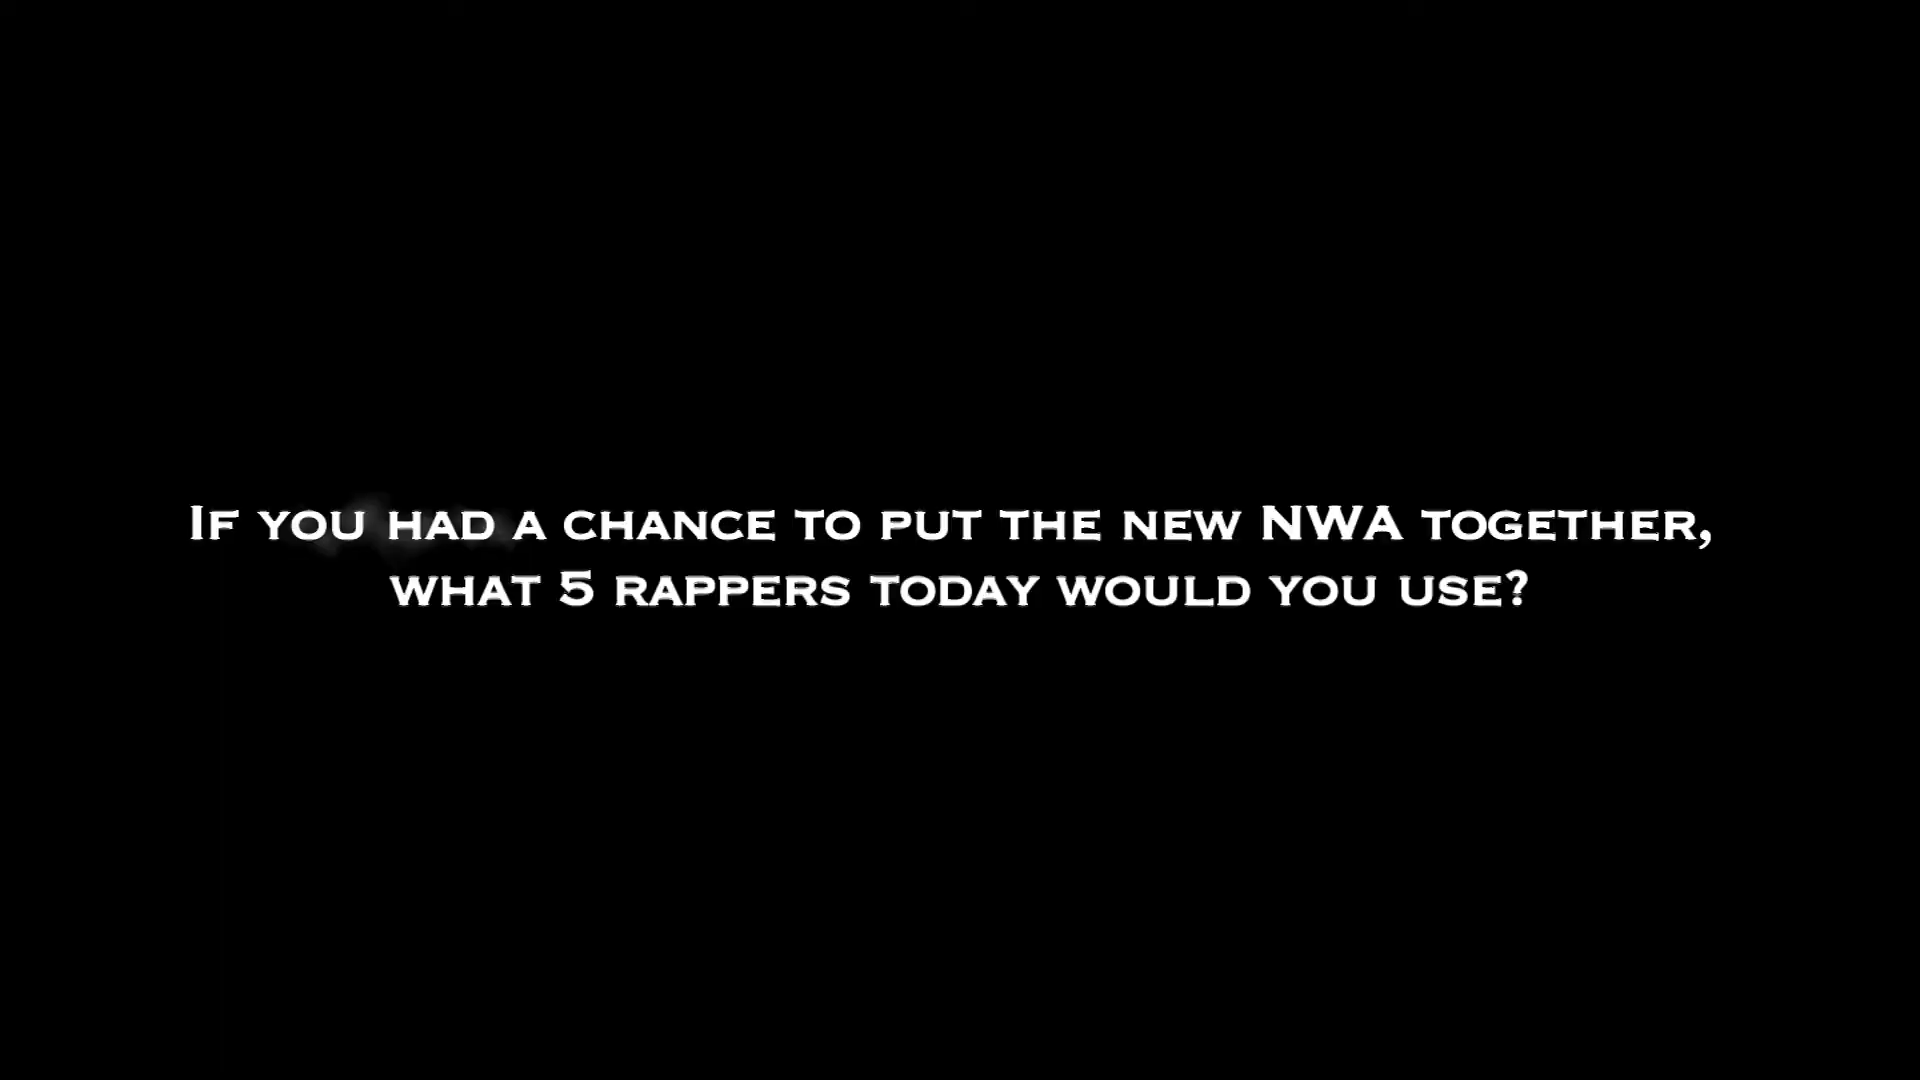 If you had a chance to put the new NWA together,
what 5 rappers today would you use?